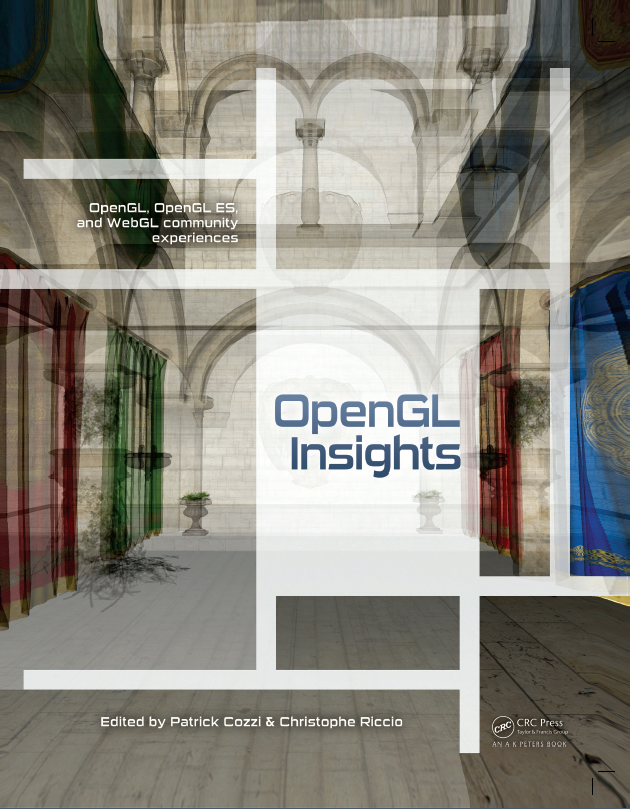 OpenGL, OpenGL ES,
and WebGL community
experiences
OpenGL
Insights
Edited by Patrick Cozzi & Christophe Riccio
CRC
CRC Press
Taylor & Francis Group
AN A K PETERS BOOK